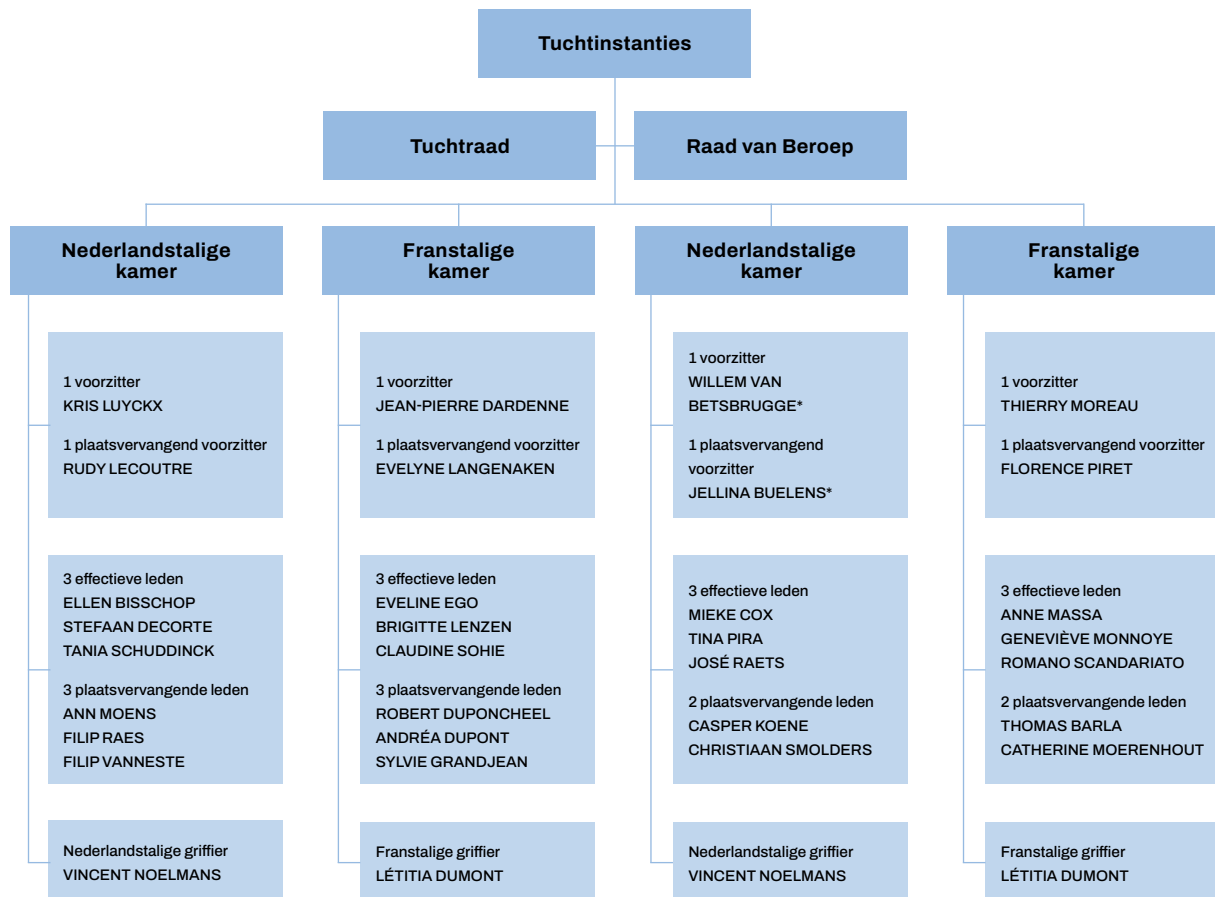 Tuchtinstanties
Tuchtraad
Raad van Beroep
Nederlandstalige
kamer
1 voorzitter
KRIS LUYCKX
1 plaatsvervangend voorzitter
RUDY LECOUTRE
3 effectieve leden
ELLEN BISSCHOP
STEFAAN DECORTE
TANIA SCHUDDINCK
3 plaatsvervangende leden
ANN MOENS
FILIP RAES
FILIP VANNESTE
Nederlandstalige griffier
VINCENT NOELMANS
Franstalige
kamer
1 voorzitter
JEAN-PIERRE DARDENNE
1 plaatsvervangend voorzitter
EVELYNE LANGENAKEN
3 effectieve leden
EVELINE EGO
BRIGITTE LENZEN
CLAUDINE SOHIE
3 plaatsvervangende leden
ROBERT DUPONCHEEL
ANDRÉA DUPONT
SYLVIE GRANDJEAN
Franstalige griffier
LÉTITIA DUMONT
Nederlandstalige
kamer
1 voorzitter
WILLEM VAN
BETSBRUGGE*
1 plaatsvervangend
voorzitter
JELLINA BUELENS*
3 effectieve leden
MIEKE COX
TINA PIRA
JOSÉ RAETS
2 plaatsvervangende leden
CASPER KOENE
CHRISTIAAN SMOLDERS
Nederlandstalige griffier
VINCENT NOELMANS
Franstalige
kamer
1 voorzitter
THIERRY MOREAU
1 plaatsvervangend voorzitter
FLORENCE PIRET
3 effectieve leden
ANNE MASSA
GENEVIÈVE MONNOYE
ROMANO SCANDARIATO
2 plaatsvervangende leden
THOMAS BARLA
CATHERINE MOERENHOUT
Franstalige griffier
LÉTITIA DUMONT